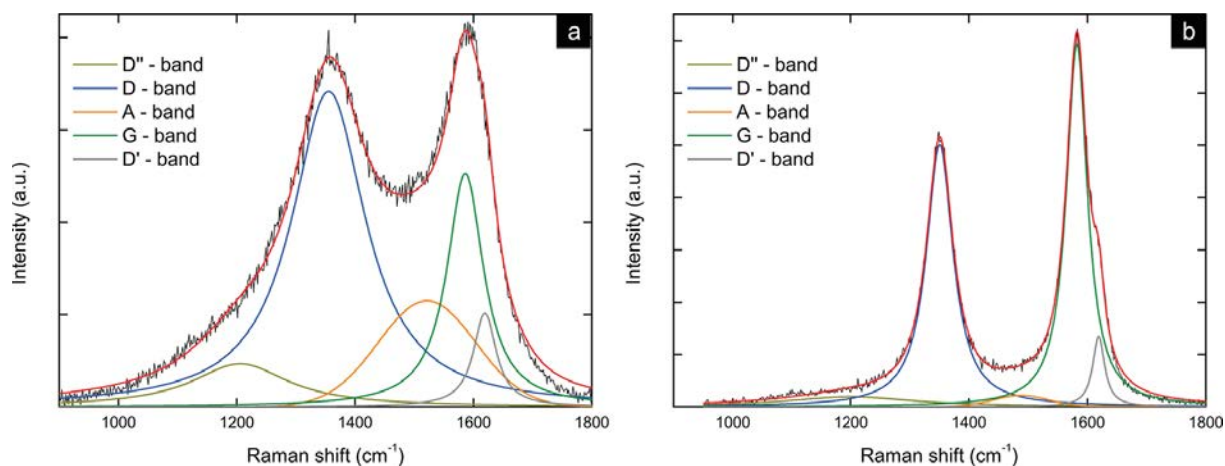 a
D" - band
D - band
A - band
G - band
D' - band
Intensity (a.u.)
1000 1200 1400 1600 1800
Raman shift (cm⁻¹)
b
D" - band
D - band
A - band
G - band
D' - band
Intensity (a.u.)
1000 1200 1400 1600 1800
Raman shift (cm⁻¹)